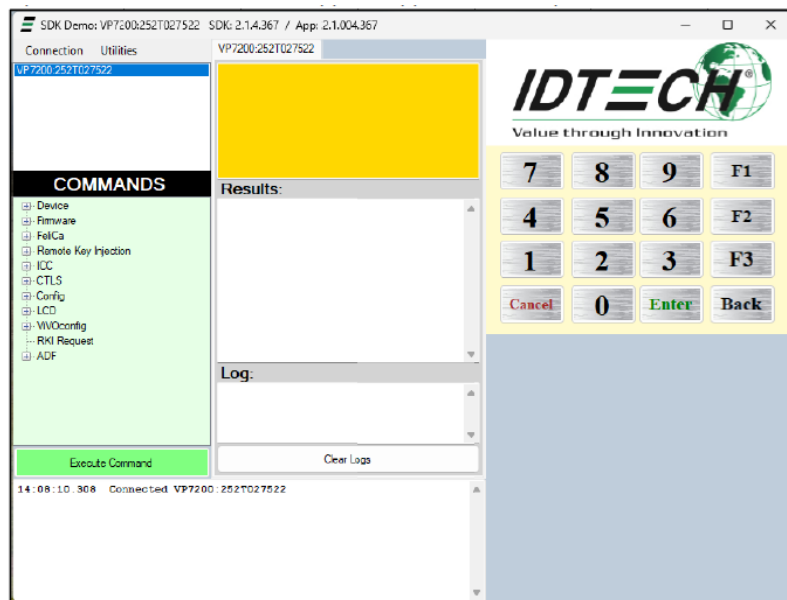 SDK Demo: VP7200:252T027522  SDK: 2.1.4.367  /  App: 2.1.004.367
Connection  Utilities
VP7200:252T027522
VP7200:252T027522
IDTECH®
Value through Innovation
COMMANDS
Device
Firmware
FeliCa
Remote Key Injection
ICC
CTLS
Config
LCD
ViVOconfig
RKI Request
ADF
Execute Command
Results:
Log:
Clear Logs
7 8 9 F1
4 5 6 F2
1 2 3 F3
Cancel 0 Enter Back
14:08:10.308  Connected VP7200:252T027522